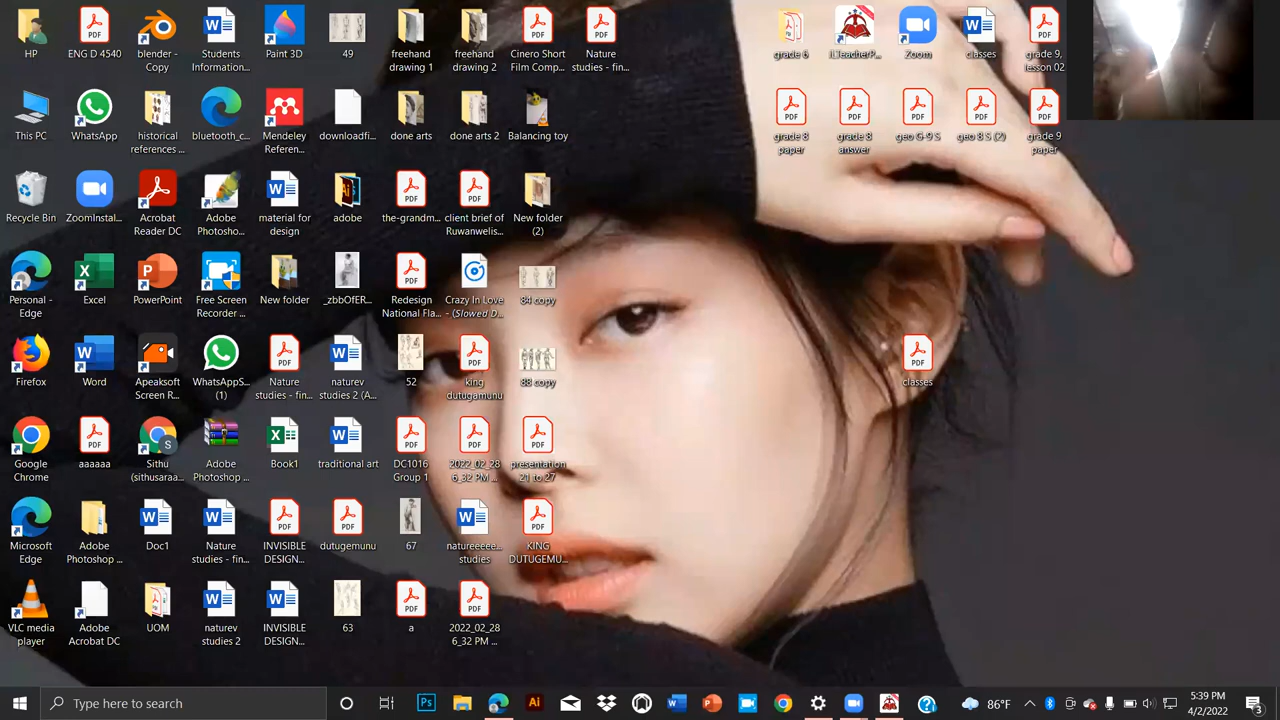 HP
ENG D 4540
blender -
Copy
Students
Information...
Paint 3D
49
freehand
drawing 1
freehand
drawing 2
Cinero Short
Film Comp...
Nature
studies - fin...
grade 6
iLTeacherP...
Zoom
classes
grade 9,
lesson 02
This PC
WhatsApp
historical
references ...
bluetooth_c...
Mendeley
Referen...
downloadfi...
done arts
done arts 2
Balancing toy
grade 8
paper
grade 8
answer
geo G-9 S
geo 8 S (2)
grade 9
paper
Recycle Bin
ZoomInstal...
Acrobat
Reader DC
Adobe
Photosho...
material for
design
adobe
the-grandm...
client brief of
Ruwanwelis...
New folder
(2)
Personal -
Edge
Excel
PowerPoint
Free Screen
Recorder ...
New folder
_zbbOfER...
Redesign
National Fla...
Crazy In Love
- (Slowed D...
84 copy
Firefox
Word
Apeaksoft
Screen R...
WhatsAppS...
(1)
Nature
studies - fin...
naturev
studies 2 (A...
52
king
dutugamunu
88 copy
classes
Google
Chrome
aaaaaa
Sithu
(sithusaraa...
Adobe
Photoshop ...
Book1
traditional art
DC1016
Group 1
2022_02_28
6_32 PM ...
presentation
21 to 27
Microsoft
Edge
Adobe
Photoshop ...
Doc1
Nature
studies - fin...
INVISIBLE
DESIGN...
dutugemunu
67
natureeeee...
studies
KING
DUTUGEMU...
VLC media
player
Adobe
Acrobat DC
UOM
naturev
studies 2
INVISIBLE
DESIGN...
63
a
2022_02_28
6_32 PM ...
Type here to search
86°F
5:39 PM
4/2/2022
3